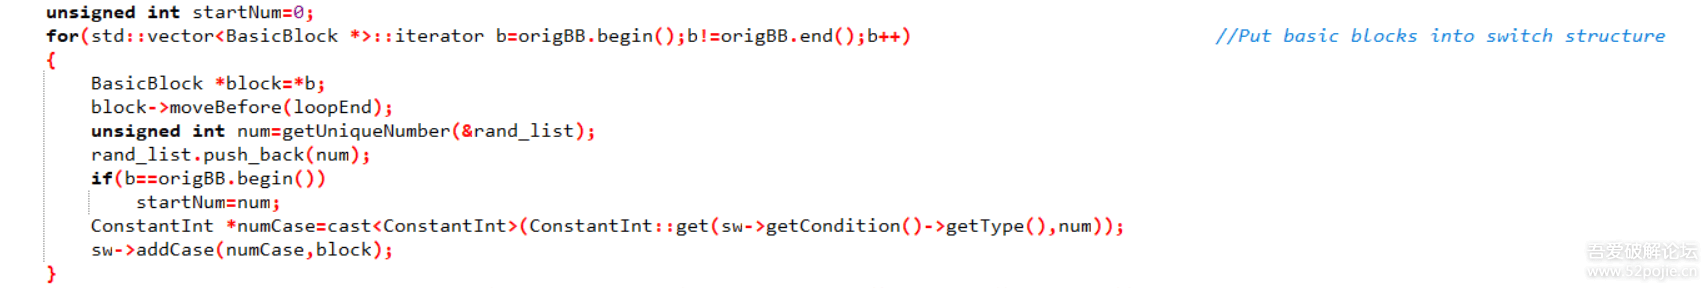 unsigned int startNum=0;
for(std::vector<BasicBlock *>::iterator b=origBB.begin();b!=origBB.end();b++) //Put basic blocks into switch structure
{
BasicBlock *block=*b;
block->moveBefore(loopEnd);
unsigned int num=getUniqueNumber(&rand_list);
rand_list.push_back(num);
if(b==origBB.begin())
startNum=num;
ConstantInt *numCase=cast<ConstantInt>(ConstantInt::get(sw->getCondition()->getType(),num));
sw->addCase(numCase,block);
}
吾爱破解论坛
www.52pojie.cn